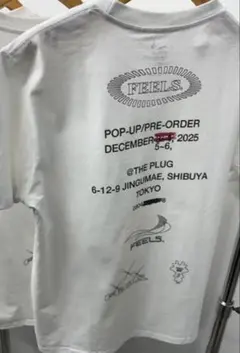 FEELS.
POP-UP/PRE-ORDER
DECEMBER 2025
5-6,
@THE PLUG
6-12-9 JINGUMAE, SHIBUYA
TOKYO
FEELS.